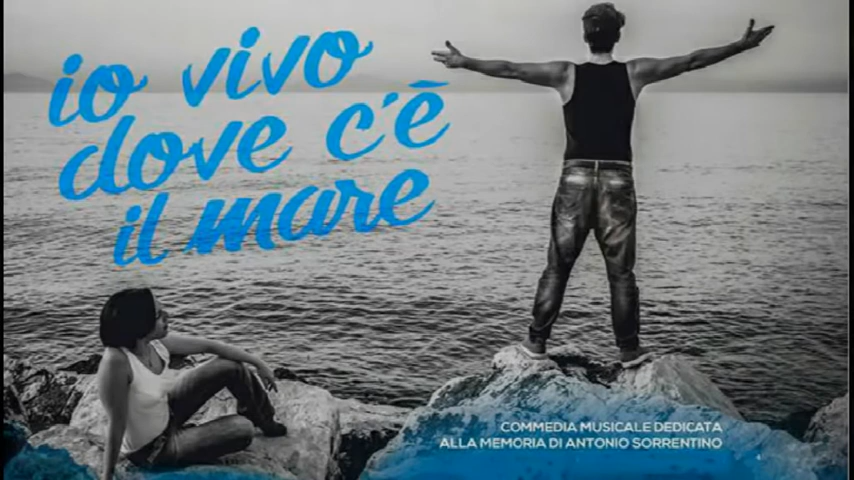 io vivo
dove c'è
il mare
COMMEDIA MUSICALE DEDICATA
ALLA MEMORIA DI ANTONIO SORRENTINO